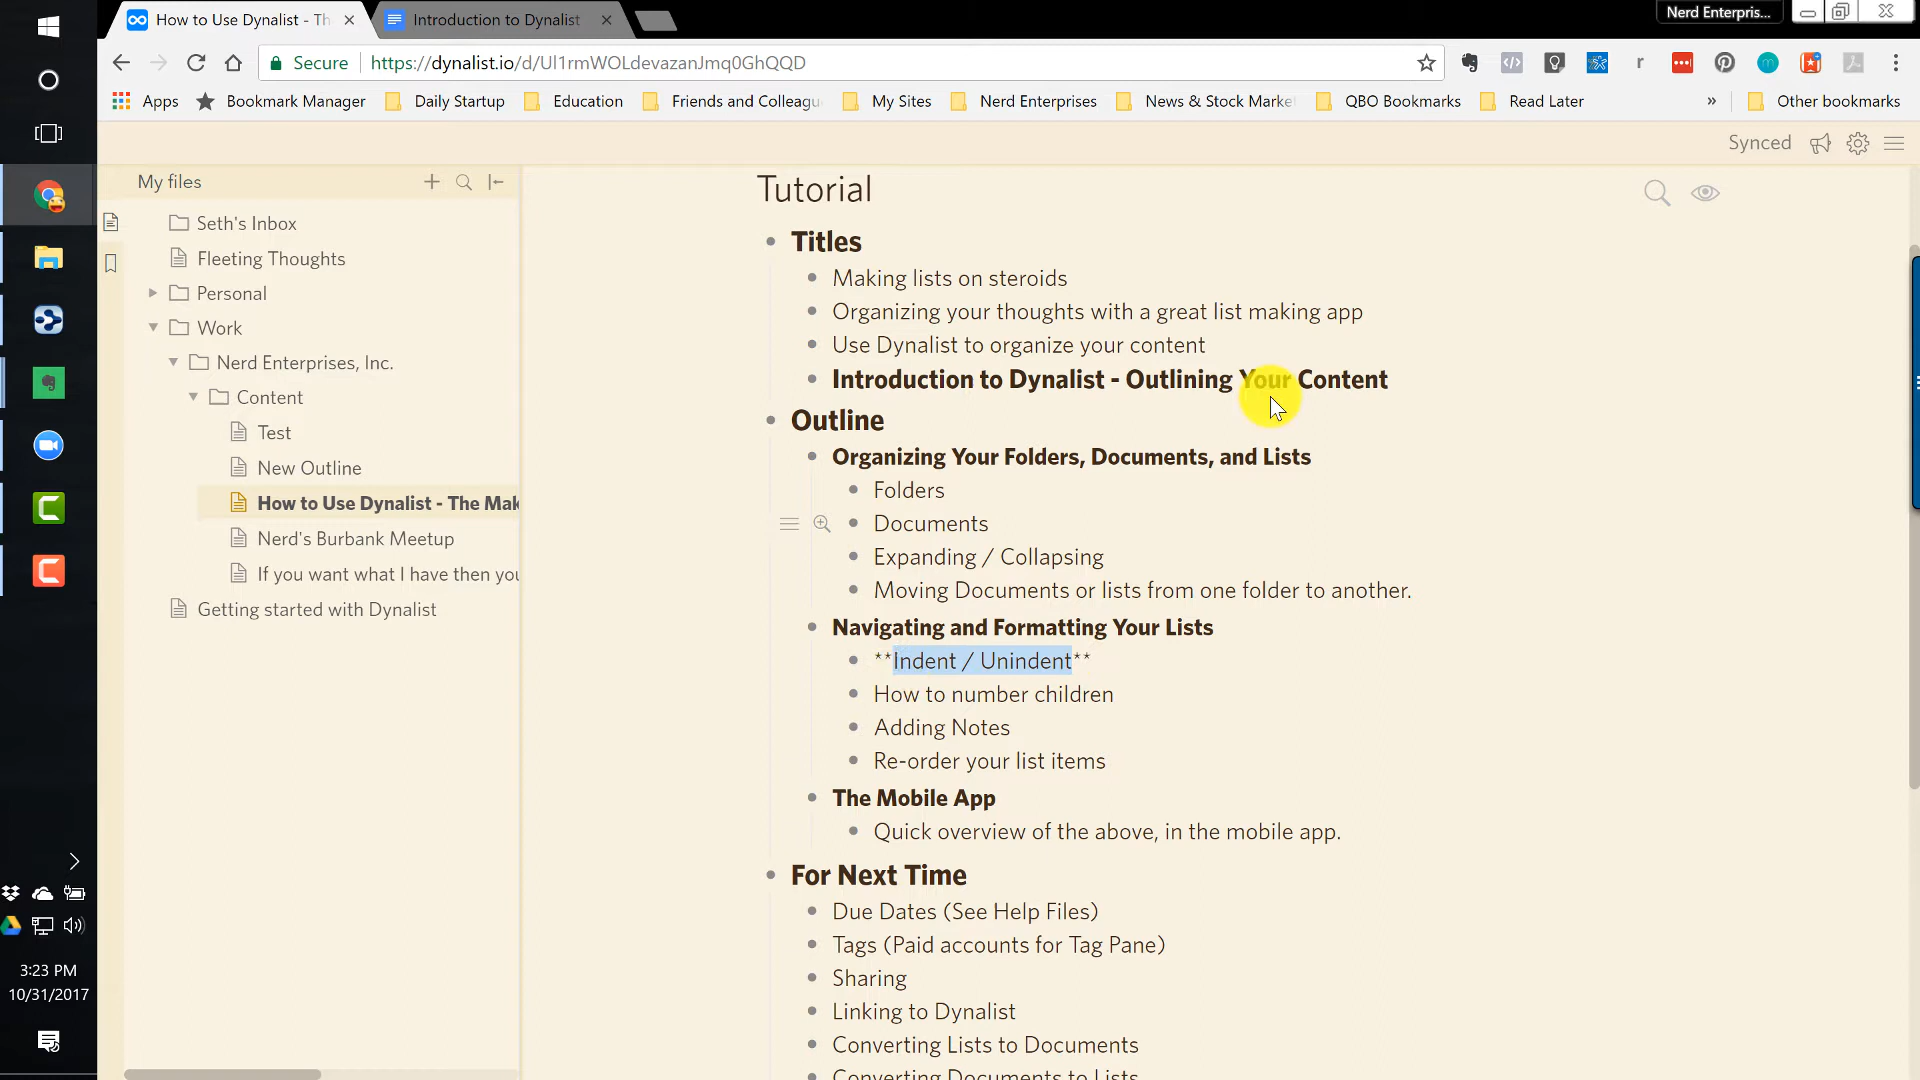 How to Use Dynalist - Th
Introduction to Dynalist
Nerd Enterpris...
Secure
https://dynalist.io/d/Ul1rmWOLdevazanJmq0GhQQD
Apps
Bookmark Manager
Daily Startup
Education
Friends and Colleagu
My Sites
Nerd Enterprises
News & Stock Marke
QBO Bookmarks
Read Later
»
Other bookmarks
Synced
My files
Seth's Inbox
Fleeting Thoughts
Personal
Work
Nerd Enterprises, Inc.
Content
Test
New Outline
How to Use Dynalist - The Mak
Nerd's Burbank Meetup
If you want what I have then you
Getting started with Dynalist
Tutorial
Titles
Making lists on steroids
Organizing your thoughts with a great list making app
Use Dynalist to organize your content
Introduction to Dynalist - Outlining Your Content
Outline
Organizing Your Folders, Documents, and Lists
Folders
Documents
Expanding / Collapsing
Moving Documents or lists from one folder to another.
Navigating and Formatting Your Lists
**Indent / Unindent**
How to number children
Adding Notes
Re-order your list items
The Mobile App
Quick overview of the above, in the mobile app.
For Next Time
Due Dates (See Help Files)
Tags (Paid accounts for Tag Pane)
Sharing
Linking to Dynalist
Converting Lists to Documents
Converting Documents to Lists
3:23 PM
10/31/2017